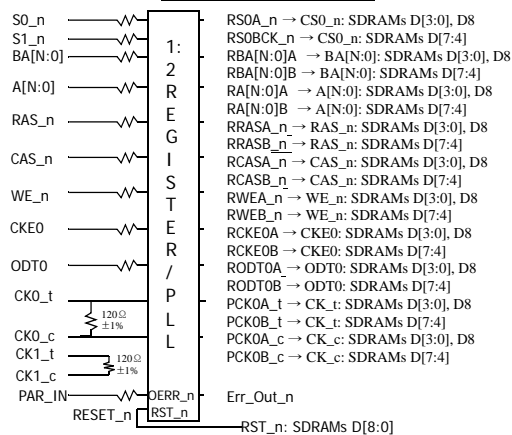 S0_n
S1_n
BA[N:0]
A[N:0]
RAS_n
CAS_n
WE_n
CKE0
ODT0
CK0_t
120Ω
±1%
CK0_c
CK1_t
120Ω
±1%
CK1_c
PAR_IN
RESET_n
1:
2
R
E
G
I
S
T
E
R
/
P
L
L
OERR_n
RST_n
RS0A_n → CS0_n: SDRAMs D[3:0], D8
RS0BCK_n → CS0_n: SDRAMs D[7:4]
RBA[N:0]A → BA[N:0]: SDRAMs D[3:0], D8
RBA[N:0]B → BA[N:0]: SDRAMs D[7:4]
RA[N:0]A → A[N:0]: SDRAMs D[3:0], D8
RA[N:0]B → A[N:0]: SDRAMs D[7:4]
RRASA_n → RAS_n: SDRAMs D[3:0], D8
RRASB_n → RAS_n: SDRAMs D[7:4]
RCASA_n → CAS_n: SDRAMs D[3:0], D8
RCASB_n → CAS_n: SDRAMs D[7:4]
RWEA_n → WE_n: SDRAMs D[3:0], D8
RWEB_n → WE_n: SDRAMs D[7:4]
RCKE0A → CKE0: SDRAMs D[3:0], D8
RCKE0B → CKE0: SDRAMs D[7:4]
RODT0A → ODT0: SDRAMs D[3:0], D8
RODT0B → ODT0: SDRAMs D[7:4]
PCK0A_t → CK_t: SDRAMs D[3:0], D8
PCK0B_t → CK_t: SDRAMs D[7:4]
PCK0A_c → CK_c: SDRAMs D[3:0], D8
PCK0B_c → CK_c: SDRAMs D[7:4]
Err_Out_n
RST_n: SDRAMs D[8:0]